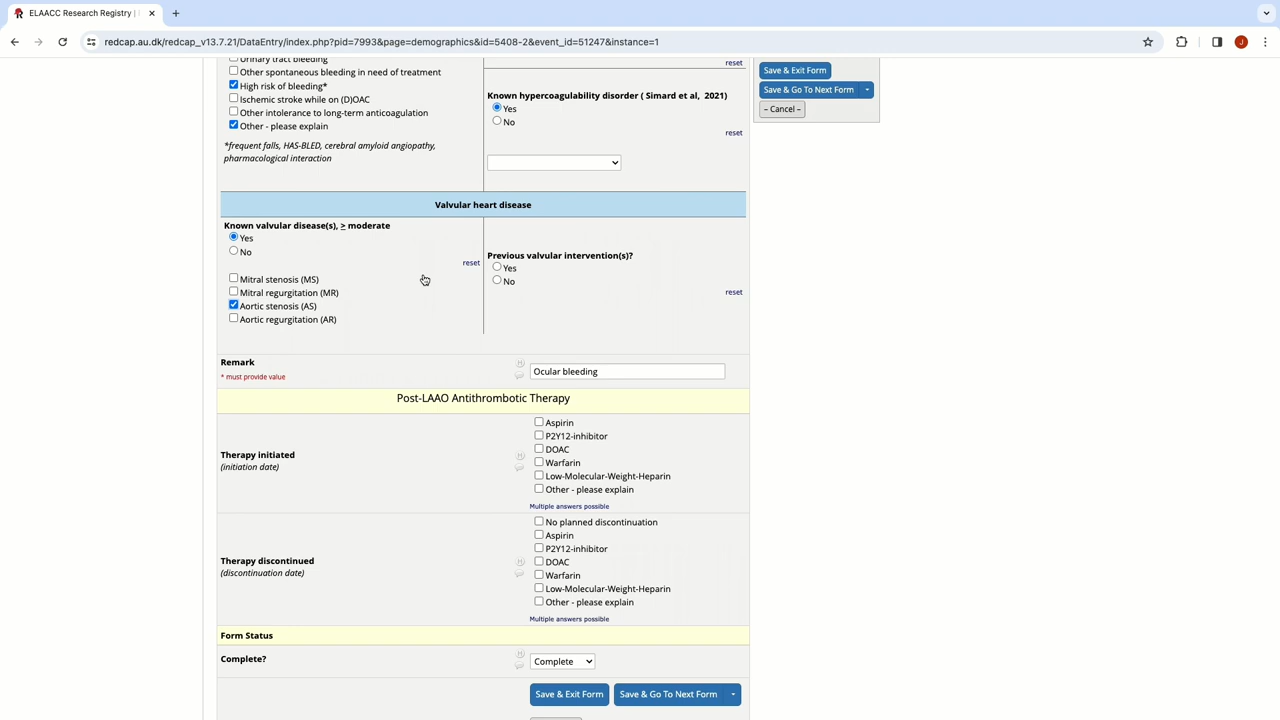 ELAACC Research Registry |
redcap.au.dk/redcap_v13.7.21/DataEntry/index.php?pid=7993&page=demographics&id=5408-2&event_id=51247&instance=1
J
Urinary tract bleeding
Other spontaneous bleeding in need of treatment
High risk of bleeding*
Ischemic stroke while on (D)OAC
Other intolerance to long-term anticoagulation
Other - please explain
*frequent falls, HAS-BLED, cerebral amyloid angiopathy,
pharmacological interaction
reset
Known hypercoagulability disorder ( Simard et al, 2021)
Yes
No
reset
Save & Exit Form
Save & Go To Next Form
– Cancel –
Valvular heart disease
Known valvular disease(s), ≥ moderate
Yes
No
reset
Mitral stenosis (MS)
Mitral regurgitation (MR)
Aortic stenosis (AS)
Aortic regurgitation (AR)
Previous valvular intervention(s)?
Yes
No
reset
Remark
* must provide value
H
Ocular bleeding
Post-LAAO Antithrombotic Therapy
Therapy initiated
(initiation date)
H
Aspirin
P2Y12-inhibitor
DOAC
Warfarin
Low-Molecular-Weight-Heparin
Other - please explain
Multiple answers possible
Therapy discontinued
(discontinuation date)
H
No planned discontinuation
Aspirin
P2Y12-inhibitor
DOAC
Warfarin
Low-Molecular-Weight-Heparin
Other - please explain
Multiple answers possible
Form Status
Complete?
H
Complete
Save & Exit Form
Save & Go To Next Form